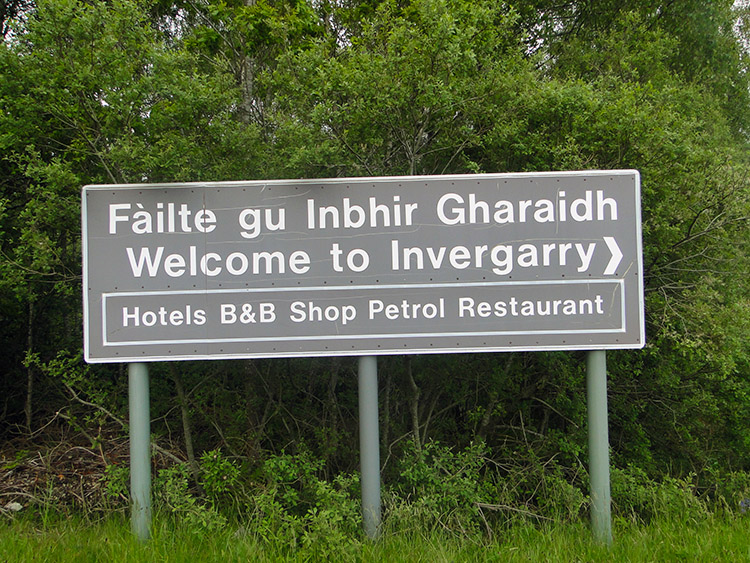 Fàilte gu Inbhir Gharaidh
Welcome to Invergarry
Hotels B&B Shop Petrol Restaurant